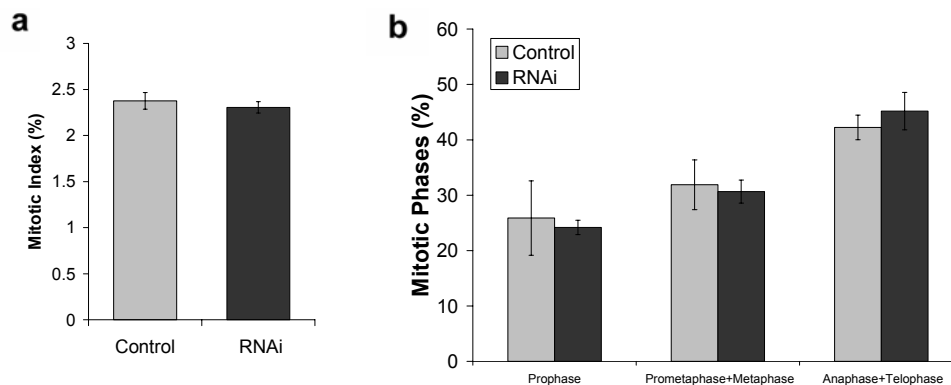 a
Mitotic Index (%)
3
2.5
2
1.5
1
0.5
0
Control
RNAi
b
Mitotic Phases (%)
60
50
40
30
20
10
0
Control
RNAi
Prophase
Prometaphase+Metaphase
Anaphase+Telophase